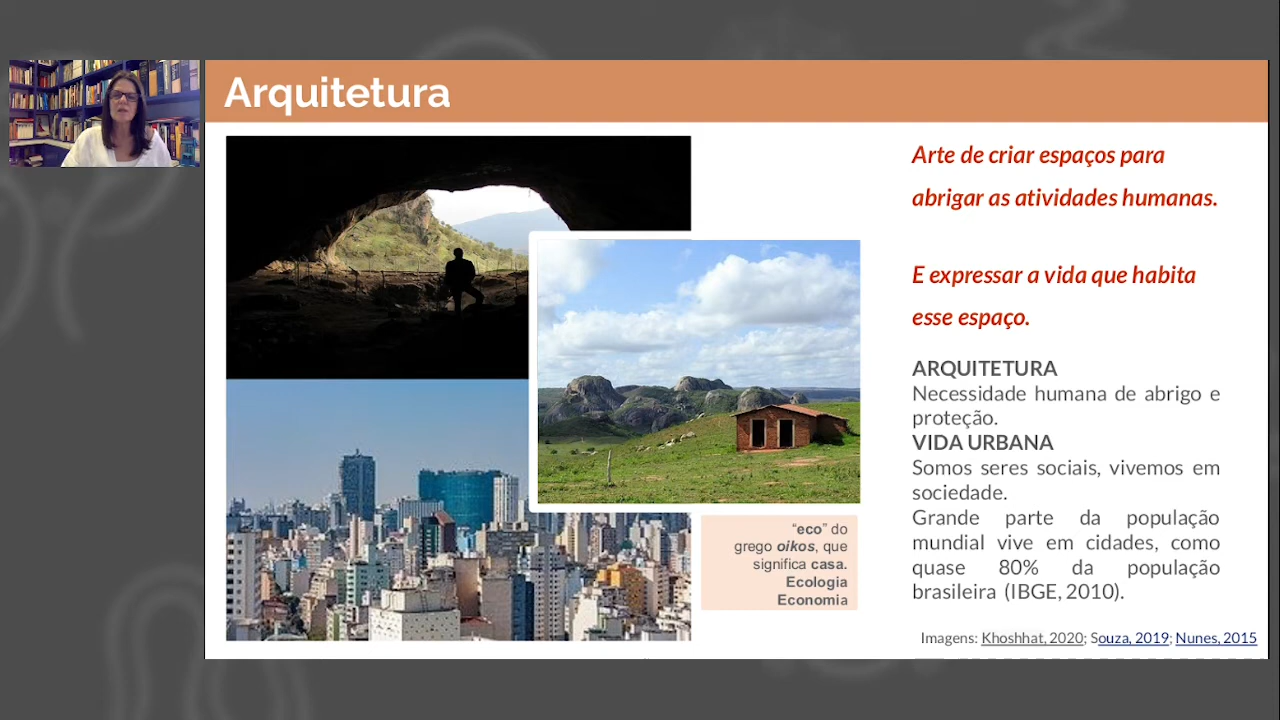 Arquitetura
Arte de criar espaços para
abrigar as atividades humanas.
E expressar a vida que habita
esse espaço.
ARQUITETURA
Necessidade humana de abrigo e
proteção.
VIDA URBANA
Somos seres sociais, vivemos em
sociedade.
Grande parte da população
mundial vive em cidades, como
quase 80% da população
brasileira (IBGE, 2010).
“eco” do
grego oikos, que
significa casa.
Ecologia
Economia
Imagens: Khoshhat, 2020; Souza, 2019; Nunes, 2015